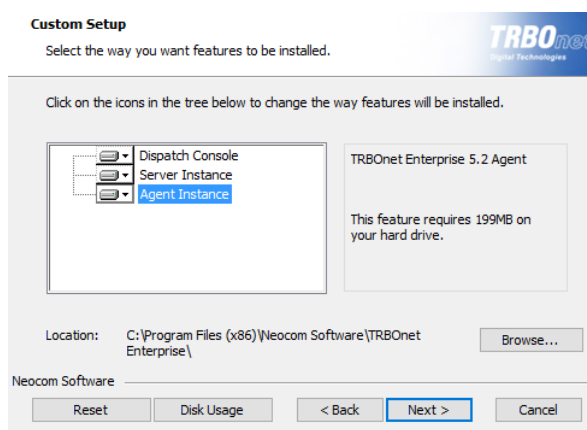 Custom Setup
Select the way you want features to be installed.
TRBOnet
Digital Technologies
Click on the icons in the tree below to change the way features will be installed.
Dispatch Console
Server Instance
Agent Instance
TRBOnet Enterprise 5.2 Agent
This feature requires 199MB on
your hard drive.
Location:
C:\Program Files (x86)\Neocom Software\TRBOnet
Enterprise\
Browse...
Neocom Software
Reset
Disk Usage
< Back
Next >
Cancel